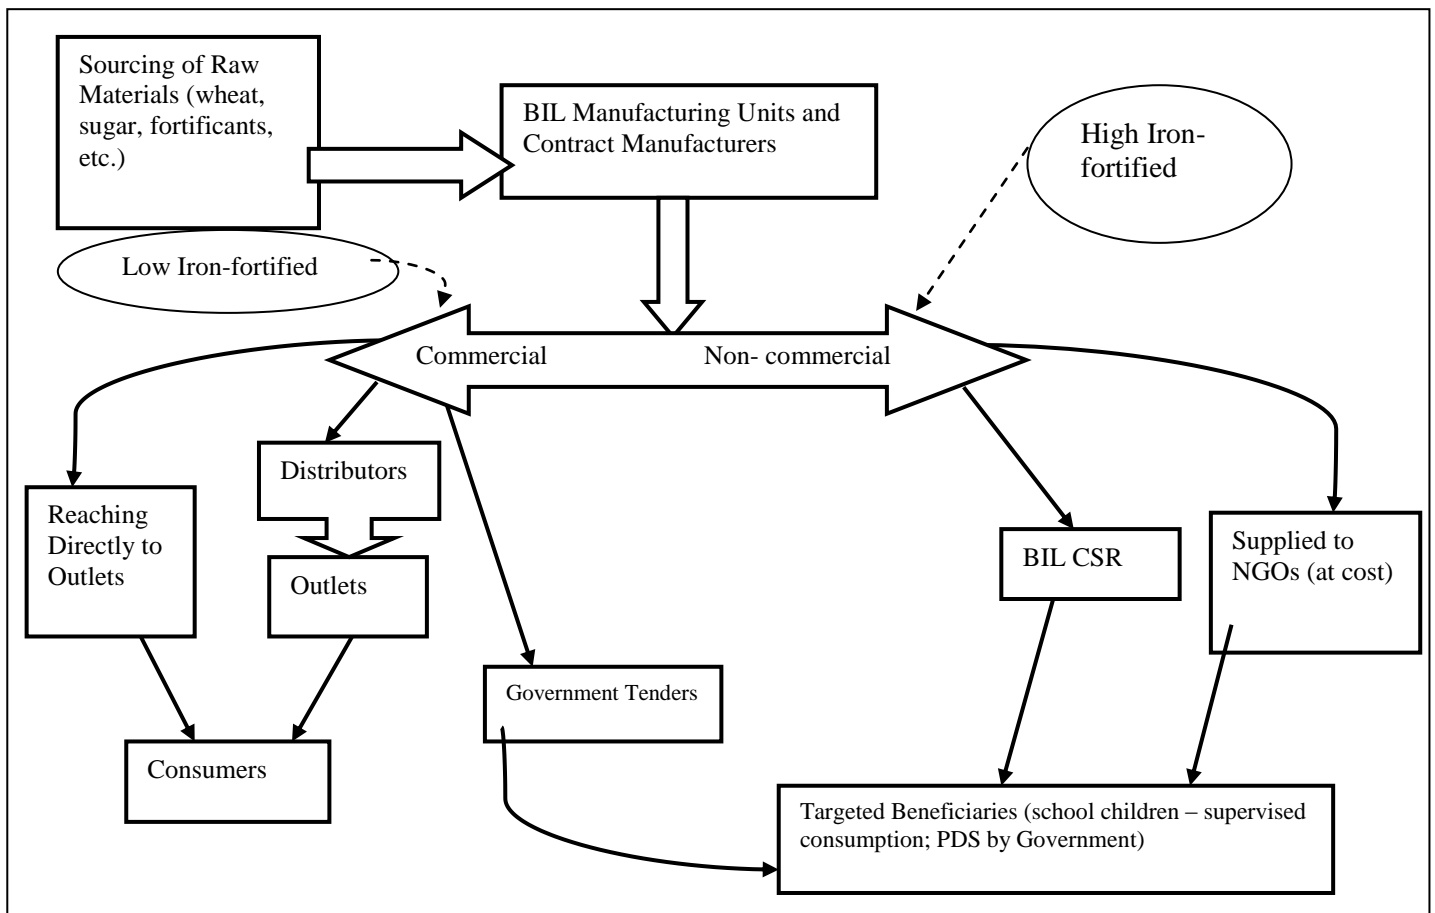 Sourcing of Raw
Materials (wheat,
sugar, fortificants,
etc.)
BIL Manufacturing Units and
Contract Manufacturers
High Iron-
fortified
Low Iron-fortified
Commercial
Non- commercial
Distributors
Reaching
Directly to
Outlets
Outlets
BIL CSR
Supplied to
NGOs (at cost)
Government Tenders
Consumers
Targeted Beneficiaries (school children – supervised
consumption; PDS by Government)